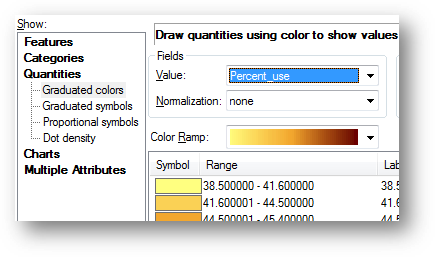 Show:
Features
Categories
Quantities
Graduated colors
Graduated symbols
Proportional symbols
Dot density
Charts
Multiple Attributes
Draw quantities using color to show values
Fields
Value:
Percent_use
Normalization:
none
Color Ramp:
Symbol Range
38.500000 - 41.600000 38.5
41.600001 - 44.500000 41.6
44.500001 - 45.400000